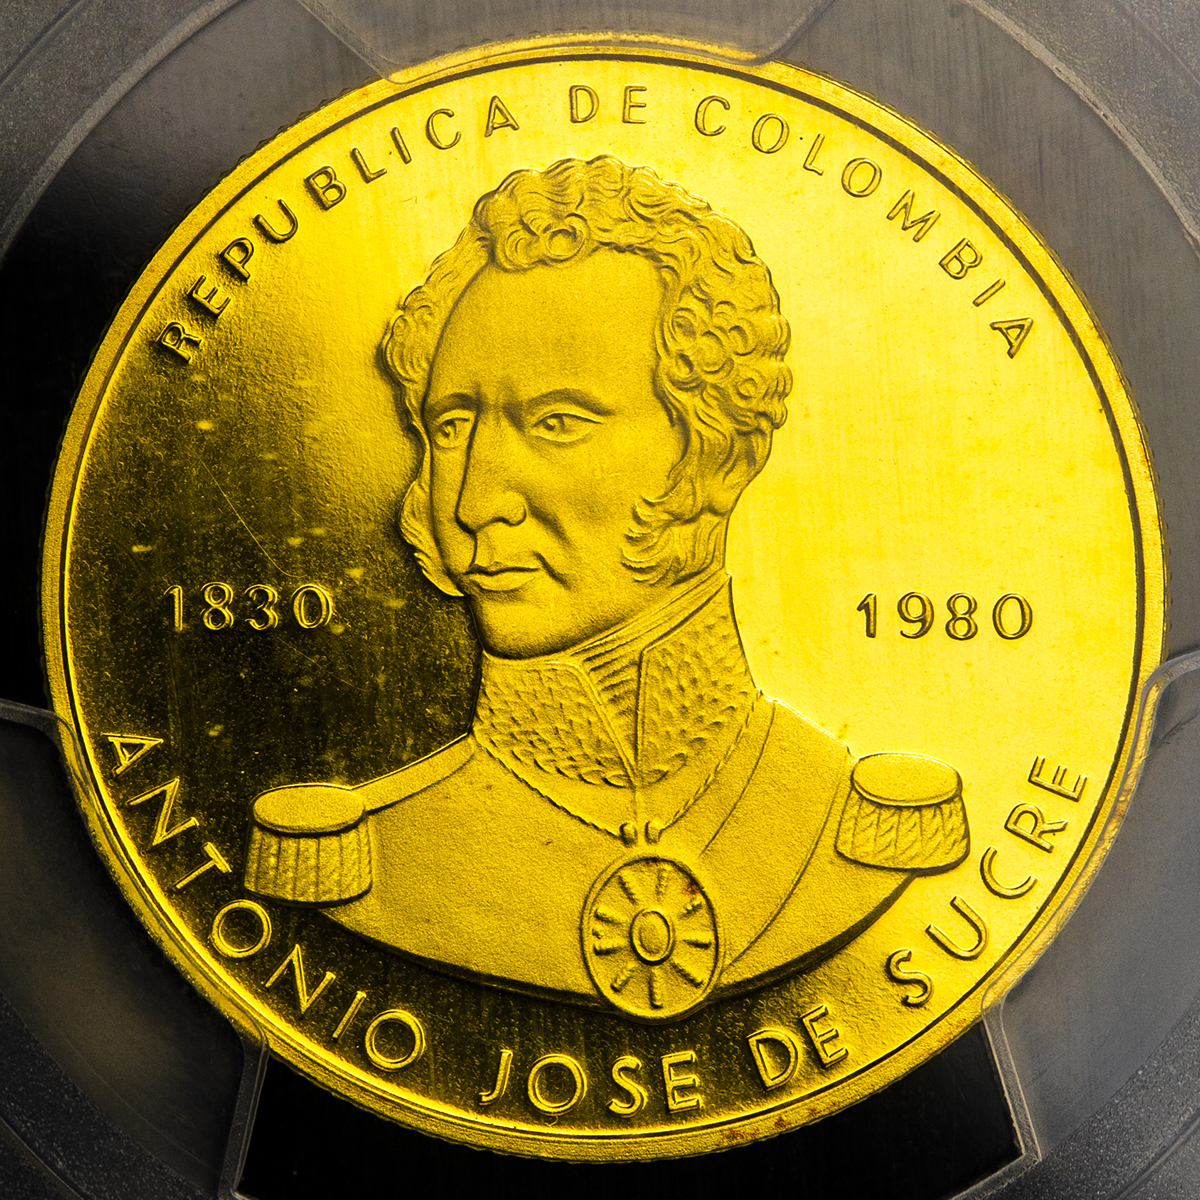 REPUBLICA DE COLOMBIA
1830 1980
ANTONIO JOSE DE SUCRE